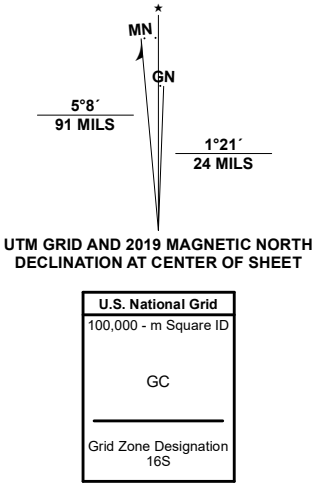 MN
GN
5°8´
91 MILS
1°21´
24 MILS
UTM GRID AND 2019 MAGNETIC NORTH
DECLINATION AT CENTER OF SHEET
U.S. National Grid
100,000 - m Square ID
GC
Grid Zone Designation
16S